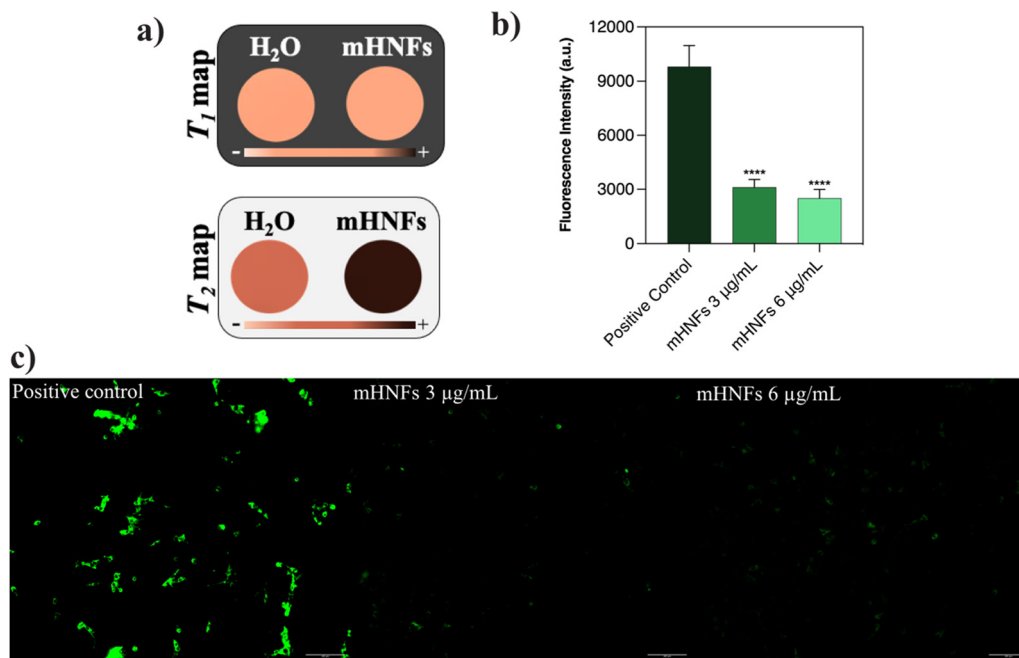 a)
T1 map
H2O mHNFs
- +
T2 map
H2O mHNFs
- +
b)
Fluorescence Intensity (a.u.)
12000
9000
6000
3000
0
**** ****
Positive Control
mHNFs 3 µg/mL
mHNFs 6 µg/mL
c)
Positive control
mHNFs 3 µg/mL
mHNFs 6 µg/mL